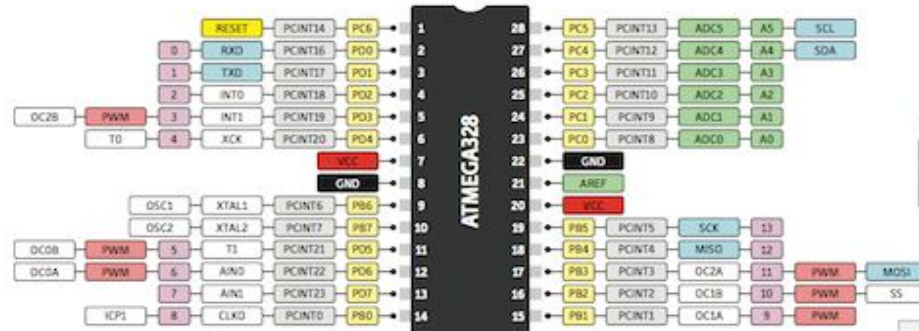 RESET PCINT14 PC6 1 28 PC5 PCINT13 ADC5 A5 SCL
0 RXD PCINT16 PD0 2 27 PC4 PCINT12 ADC4 A4 SDA
1 TXD PCINT17 PD1 3 26 PC3 PCINT11 ADC3 A3
2 INT0 PCINT18 PD2 4 25 PC2 PCINT10 ADC2 A2
OC2B PWM 3 INT1 PCINT19 PD3 5 24 PC1 PCINT9 ADC1 A1
T0 4 XCK PCINT20 PD4 6 23 PC0 PCINT8 ADC0 A0
VCC 7 22 GND
GND 8 21 AREF
OSC1 XTAL1 PCINT6 PB6 9 20 VCC
OSC2 XTAL2 PCINT7 PB7 10 19 PB5 PCINT5 SCK 13
OC0B PWM 5 T1 PCINT21 PD5 11 18 PB4 PCINT4 MISO 12
OC0A PWM 6 AIN0 PCINT22 PD6 12 17 PB3 PCINT3 OC2A 11 PWM MOSI
7 AIN1 PCINT23 PD7 13 16 PB2 PCINT2 OC1B 10 PWM SS
ICP1 8 CLKO PCINT0 PB0 14 15 PB1 PCINT1 OC1A 9 PWM
ATMEGA328